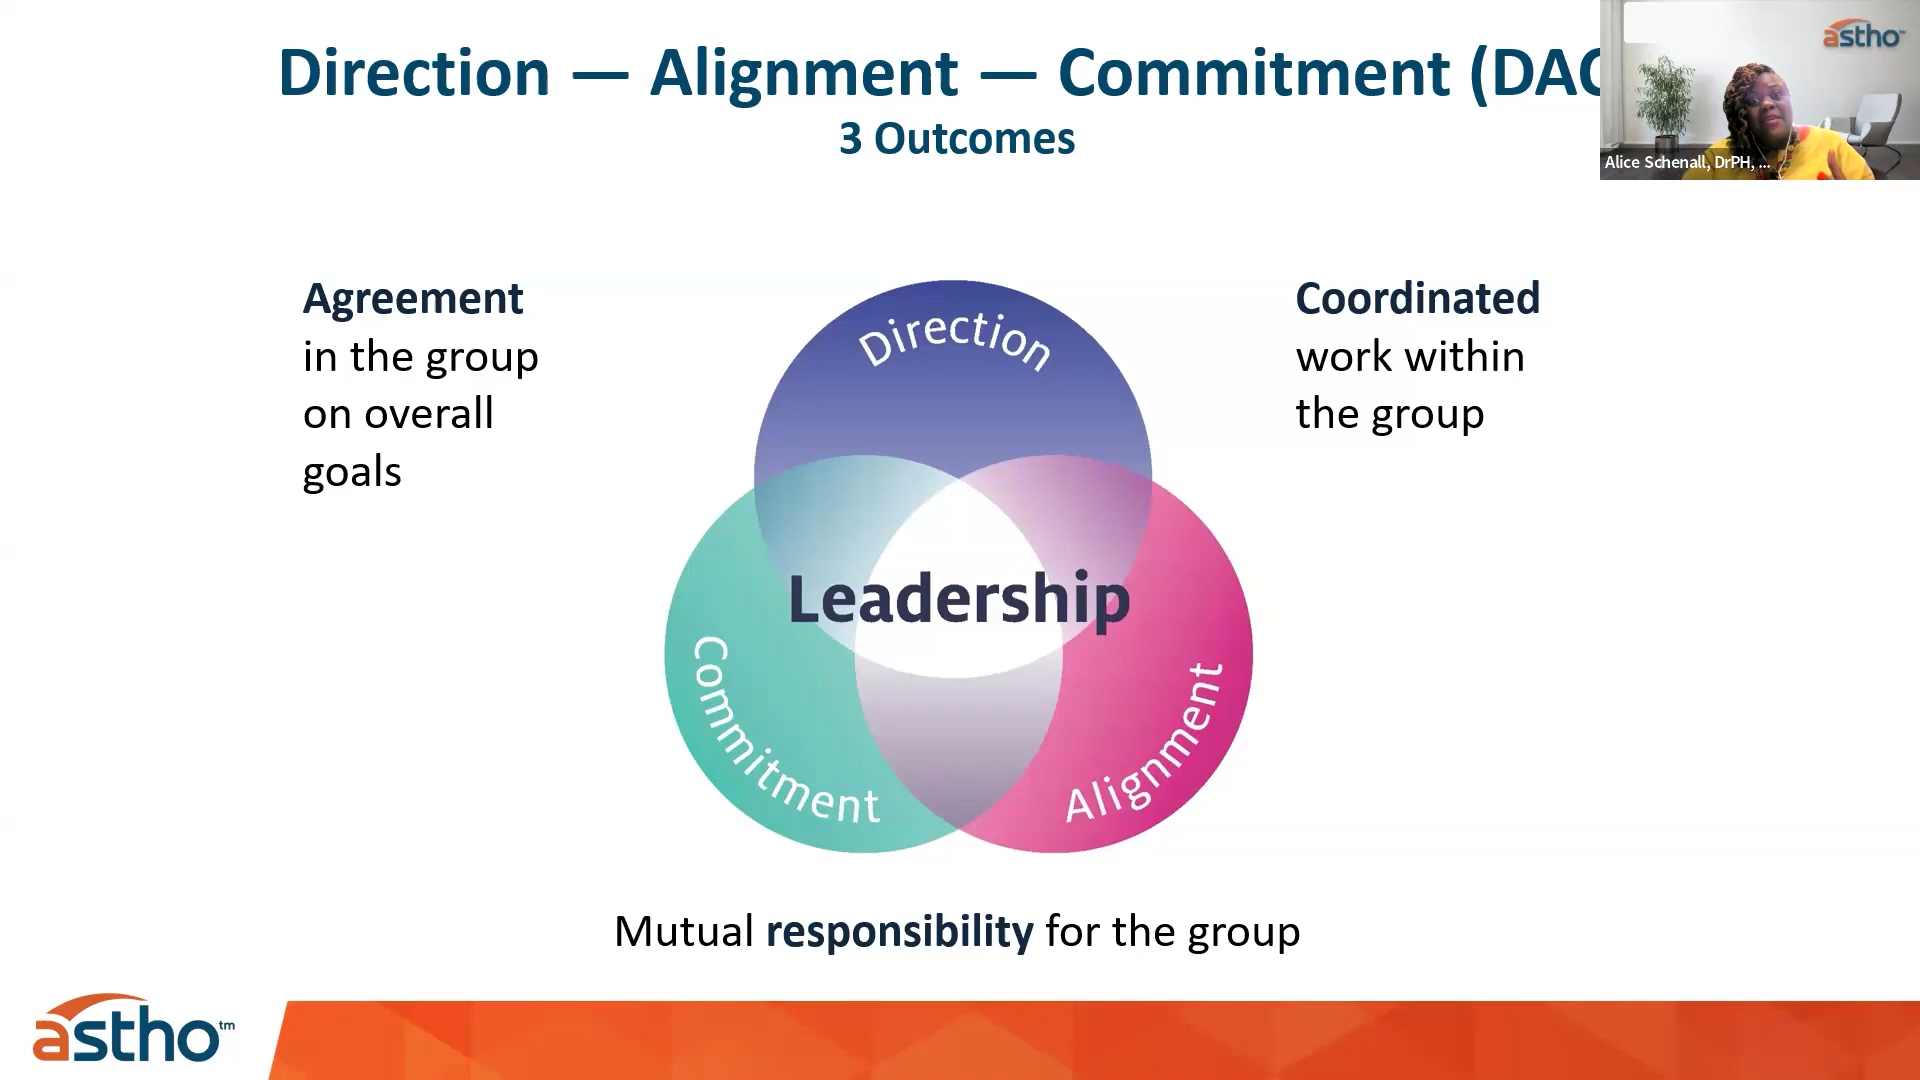 Direction — Alignment — Commitment (DAC
3 Outcomes
astho
Alice Schenall, DrPH, ...
Agreement
in the group
on overall
goals
Coordinated
work within
the group
Direction
Leadership
Commitment
Alignment
Mutual responsibility for the group
astho™